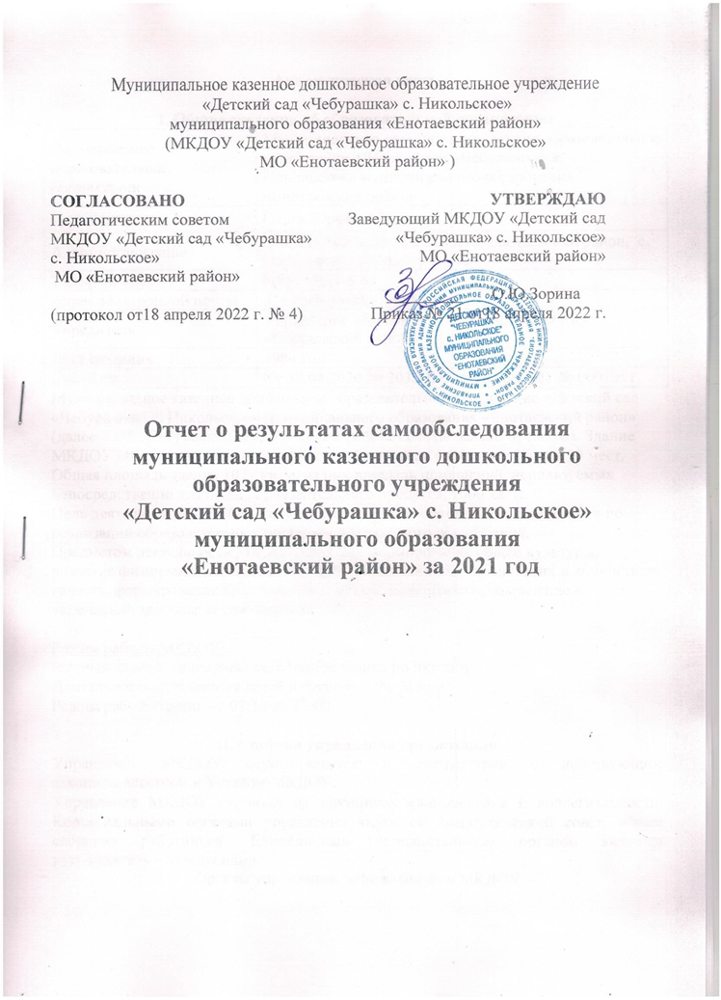 Муниципальное казенное дошкольное образовательное учреждение
«Детский сад «Чебурашка» с. Никольское»
муниципального образования «Енотаевский район»
(МКДОУ «Детский сад «Чебурашка» с. Никольское»
МО «Енотаевский район» )
СОГЛАСОВАНО
Педагогическим советом
МКДОУ «Детский сад «Чебурашка»
с. Никольское»
МО «Енотаевский район»
(протокол от18 апреля 2022 г. № 4)
УТВЕРЖДАЮ
Заведующий МКДОУ «Детский сад
«Чебурашка» с. Никольское»
МО «Енотаевский район»
О.Ю.Зорина
Приказ № 21 от18 апреля 2022 г.
"ДЕТСКИЙ САД
"ЧЕБУРАШКА"
с. НИКОЛЬСКОЕ"
МУНИЦИПАЛЬНОГО
ОБРАЗОВАНИЯ
"ЕНОТАЕВСКИЙ
РАЙОН"
Отчет о результатах самообследования
муниципального казенного дошкольного
образовательного учреждения
«Детский сад «Чебурашка» с. Никольское»
муниципального образования
«Енотаевский район» за 2021 год